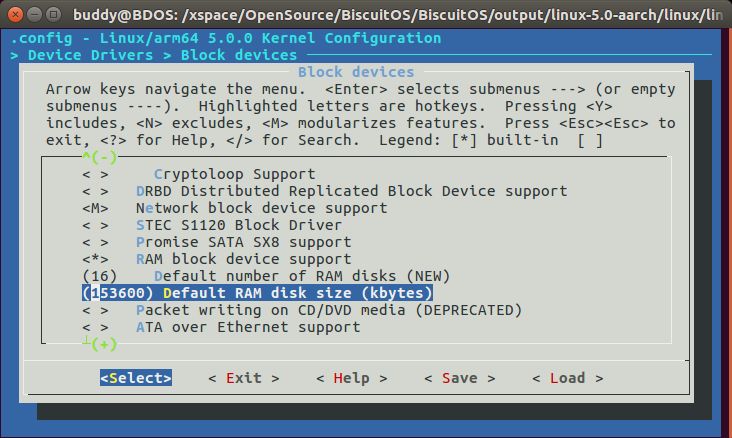 buddy@BDOS: /xspace/OpenSource/BiscuitOS/BiscuitOS/output/linux-5.0-aarch/linux/lin
.config - Linux/arm64 5.0.0 Kernel Configuration
> Device Drivers > Block devices
Block devices
Arrow keys navigate the menu.  <Enter> selects submenus ---> (or empty
submenus ----).  Highlighted letters are hotkeys.  Pressing <Y>
includes, <N> excludes, <M> modularizes features.  Press <Esc><Esc> to
exit, <?> for Help, </> for Search.  Legend: [*] built-in  [ ]
^(-)
< >     Cryptoloop Support
< >   DRBD Distributed Replicated Block Device support
<M>   Network block device support
< >   STEC S1120 Block Driver
< >   Promise SATA SX8 support
<*>   RAM block device support
(16)    Default number of RAM disks (NEW)
(153600) Default RAM disk size (kbytes)
< >   Packet writing on CD/DVD media (DEPRECATED)
< >   ATA over Ethernet support
┴(+)
<Select>    < Exit >    < Help >    < Save >    < Load >